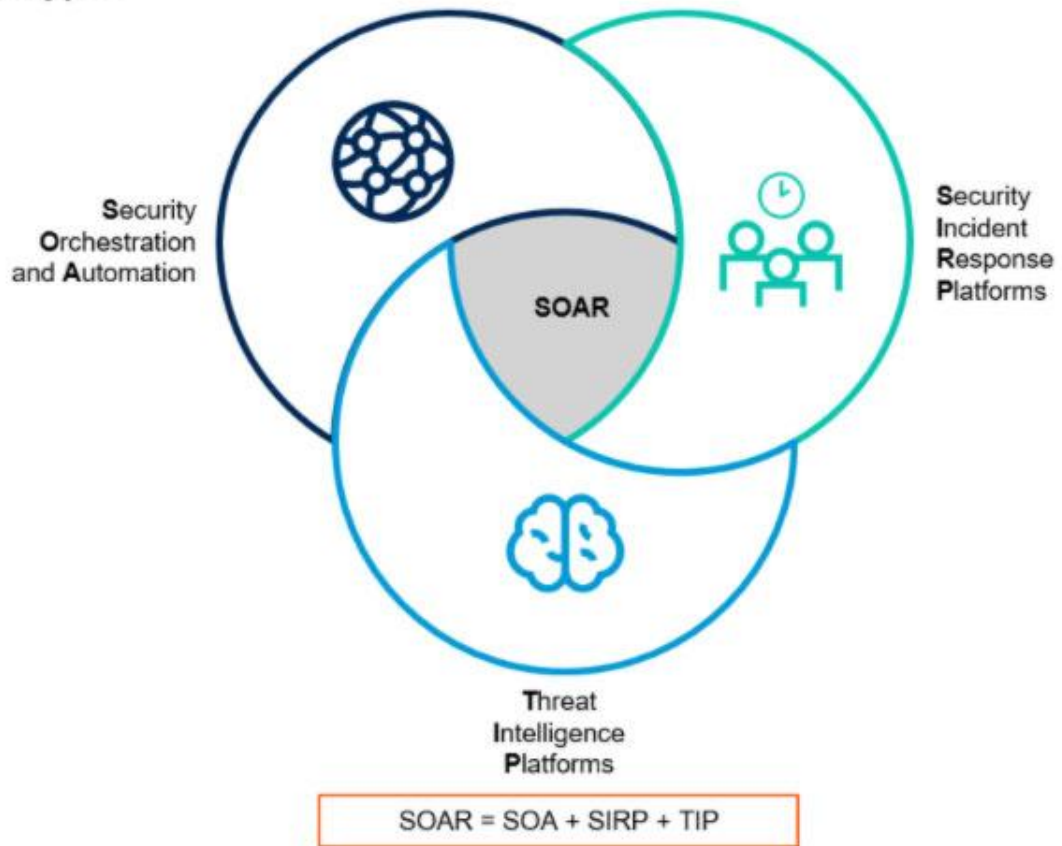 Security
Orchestration
and Automation
SOAR
Security
Incident
Response
Platforms
Threat
Intelligence
Platforms
SOAR = SOA + SIRP + TIP